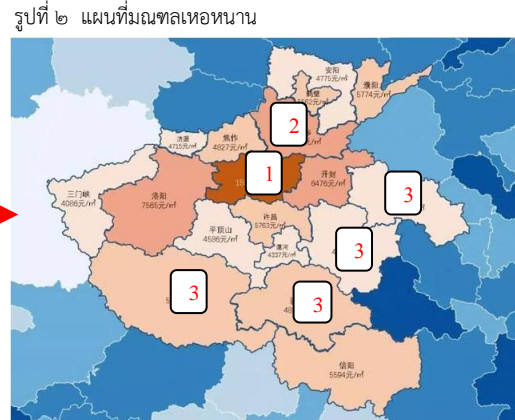 รูปที่ ๒ แผนที่มณฑลเหอหนาน
安阳
4775元/㎡
鹤壁
濮阳
5774元/㎡
2
济源
4715元/㎡
焦作
4827元/㎡
1
三门峡
4086元/㎡
洛阳
7565元/㎡
开封
6476元/㎡
3
许昌
5763元/㎡
平顶山
4586元/㎡
漯河
4337元/㎡
3
3
3
信阳
5594元/㎡